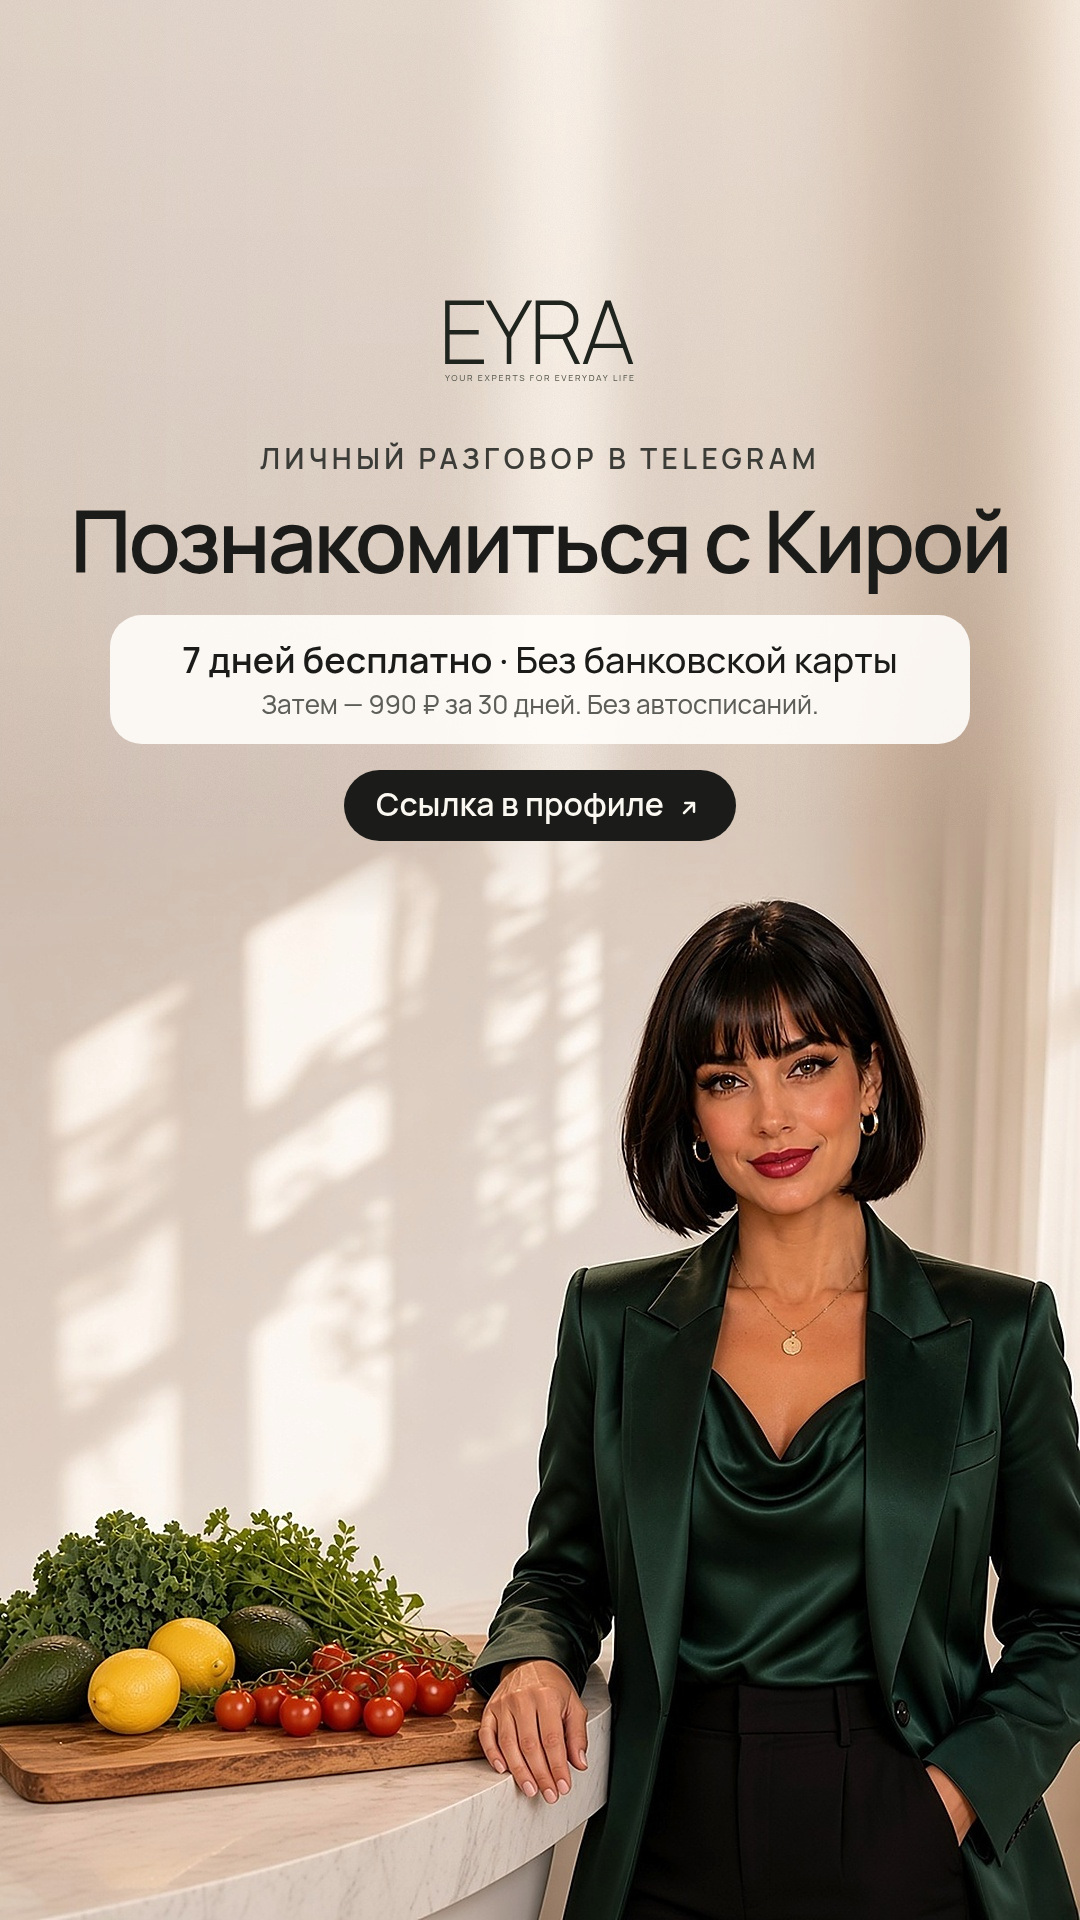 EYRA
YOUR EXPERTS FOR EVERYDAY LIFE
ЛИЧНЫЙ РАЗГОВОР В TELEGRAM
Познакомиться с Кирой
7 дней бесплатно · Без банковской карты
Затем — 990 ₽ за 30 дней. Без автосписаний.
Ссылка в профиле ↗